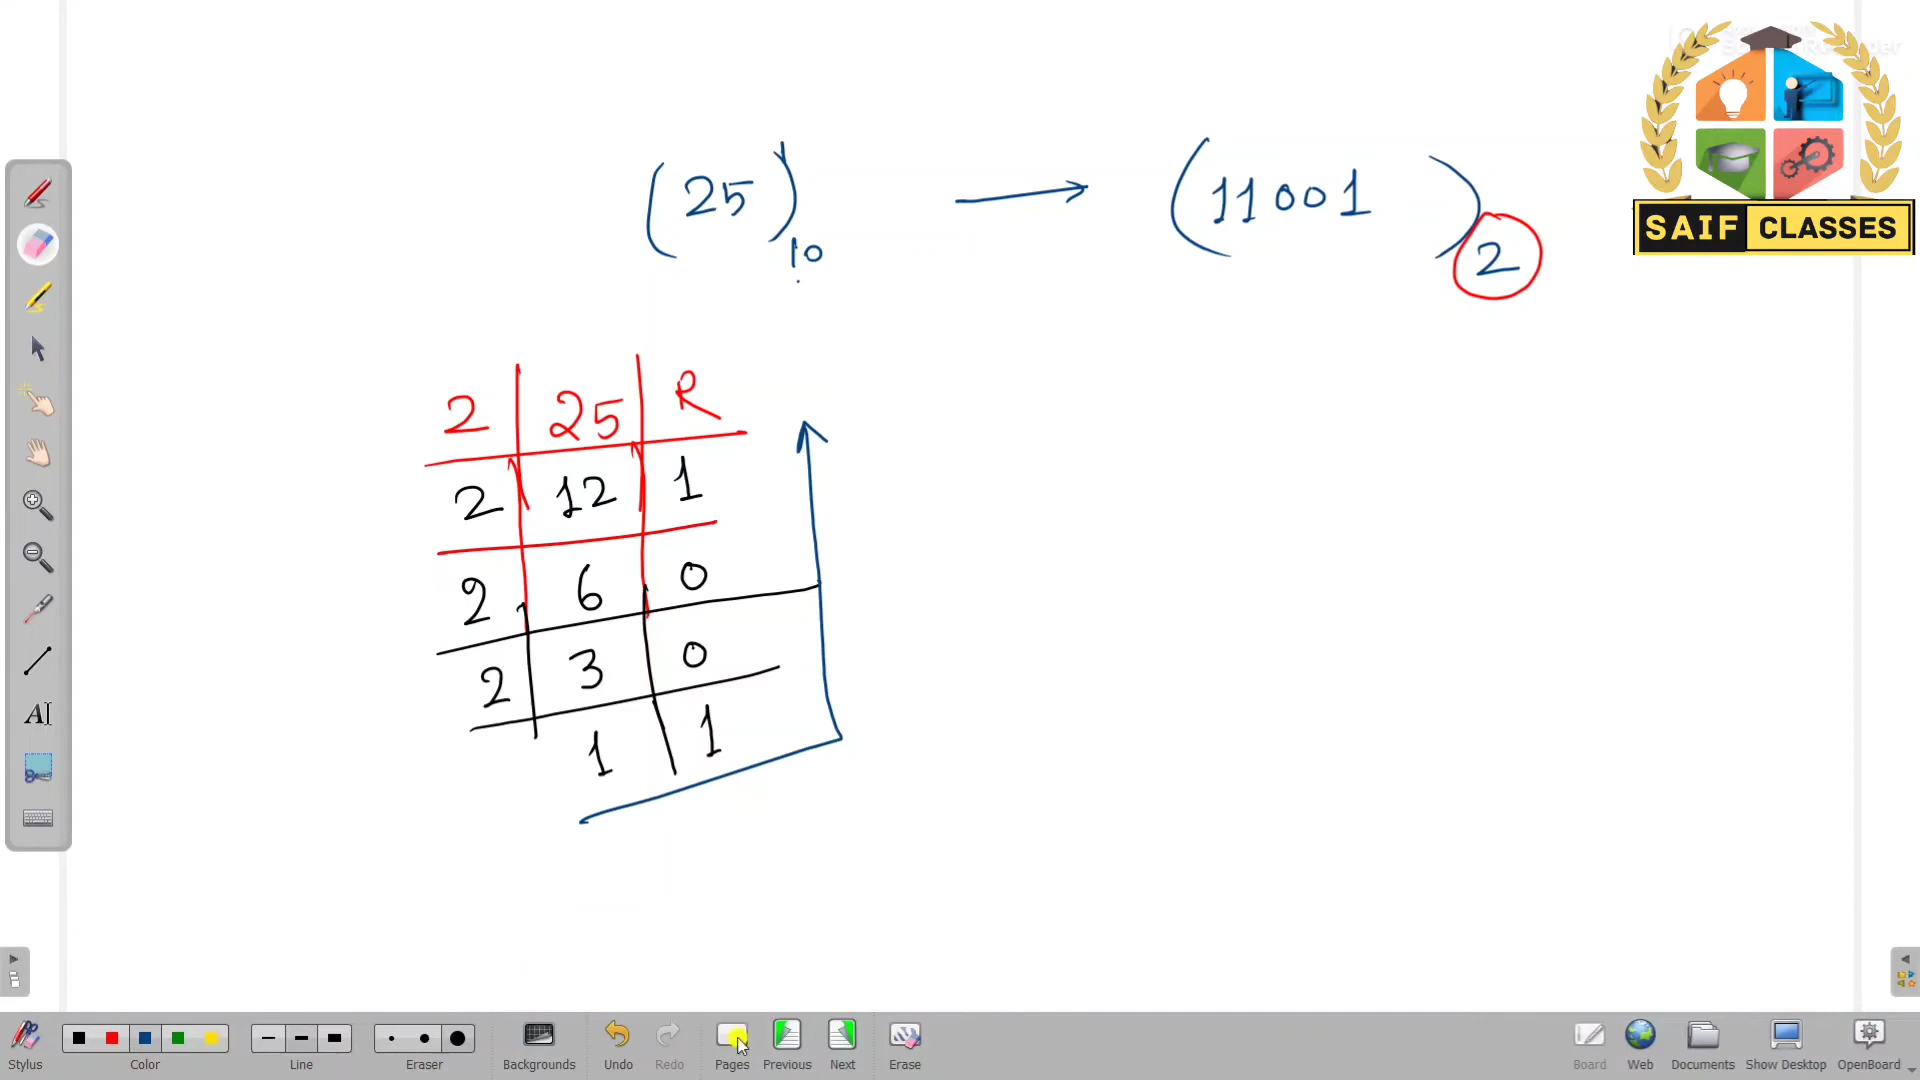 (25)10 → (11001)2
2 25 R
2 12 1
2 6 0
2 3 0
1 1
SAIF CLASSES
AI
Stylus Color Line Eraser Backgrounds Undo Redo Pages Previous Next Erase Board Web Documents Show Desktop OpenBoard